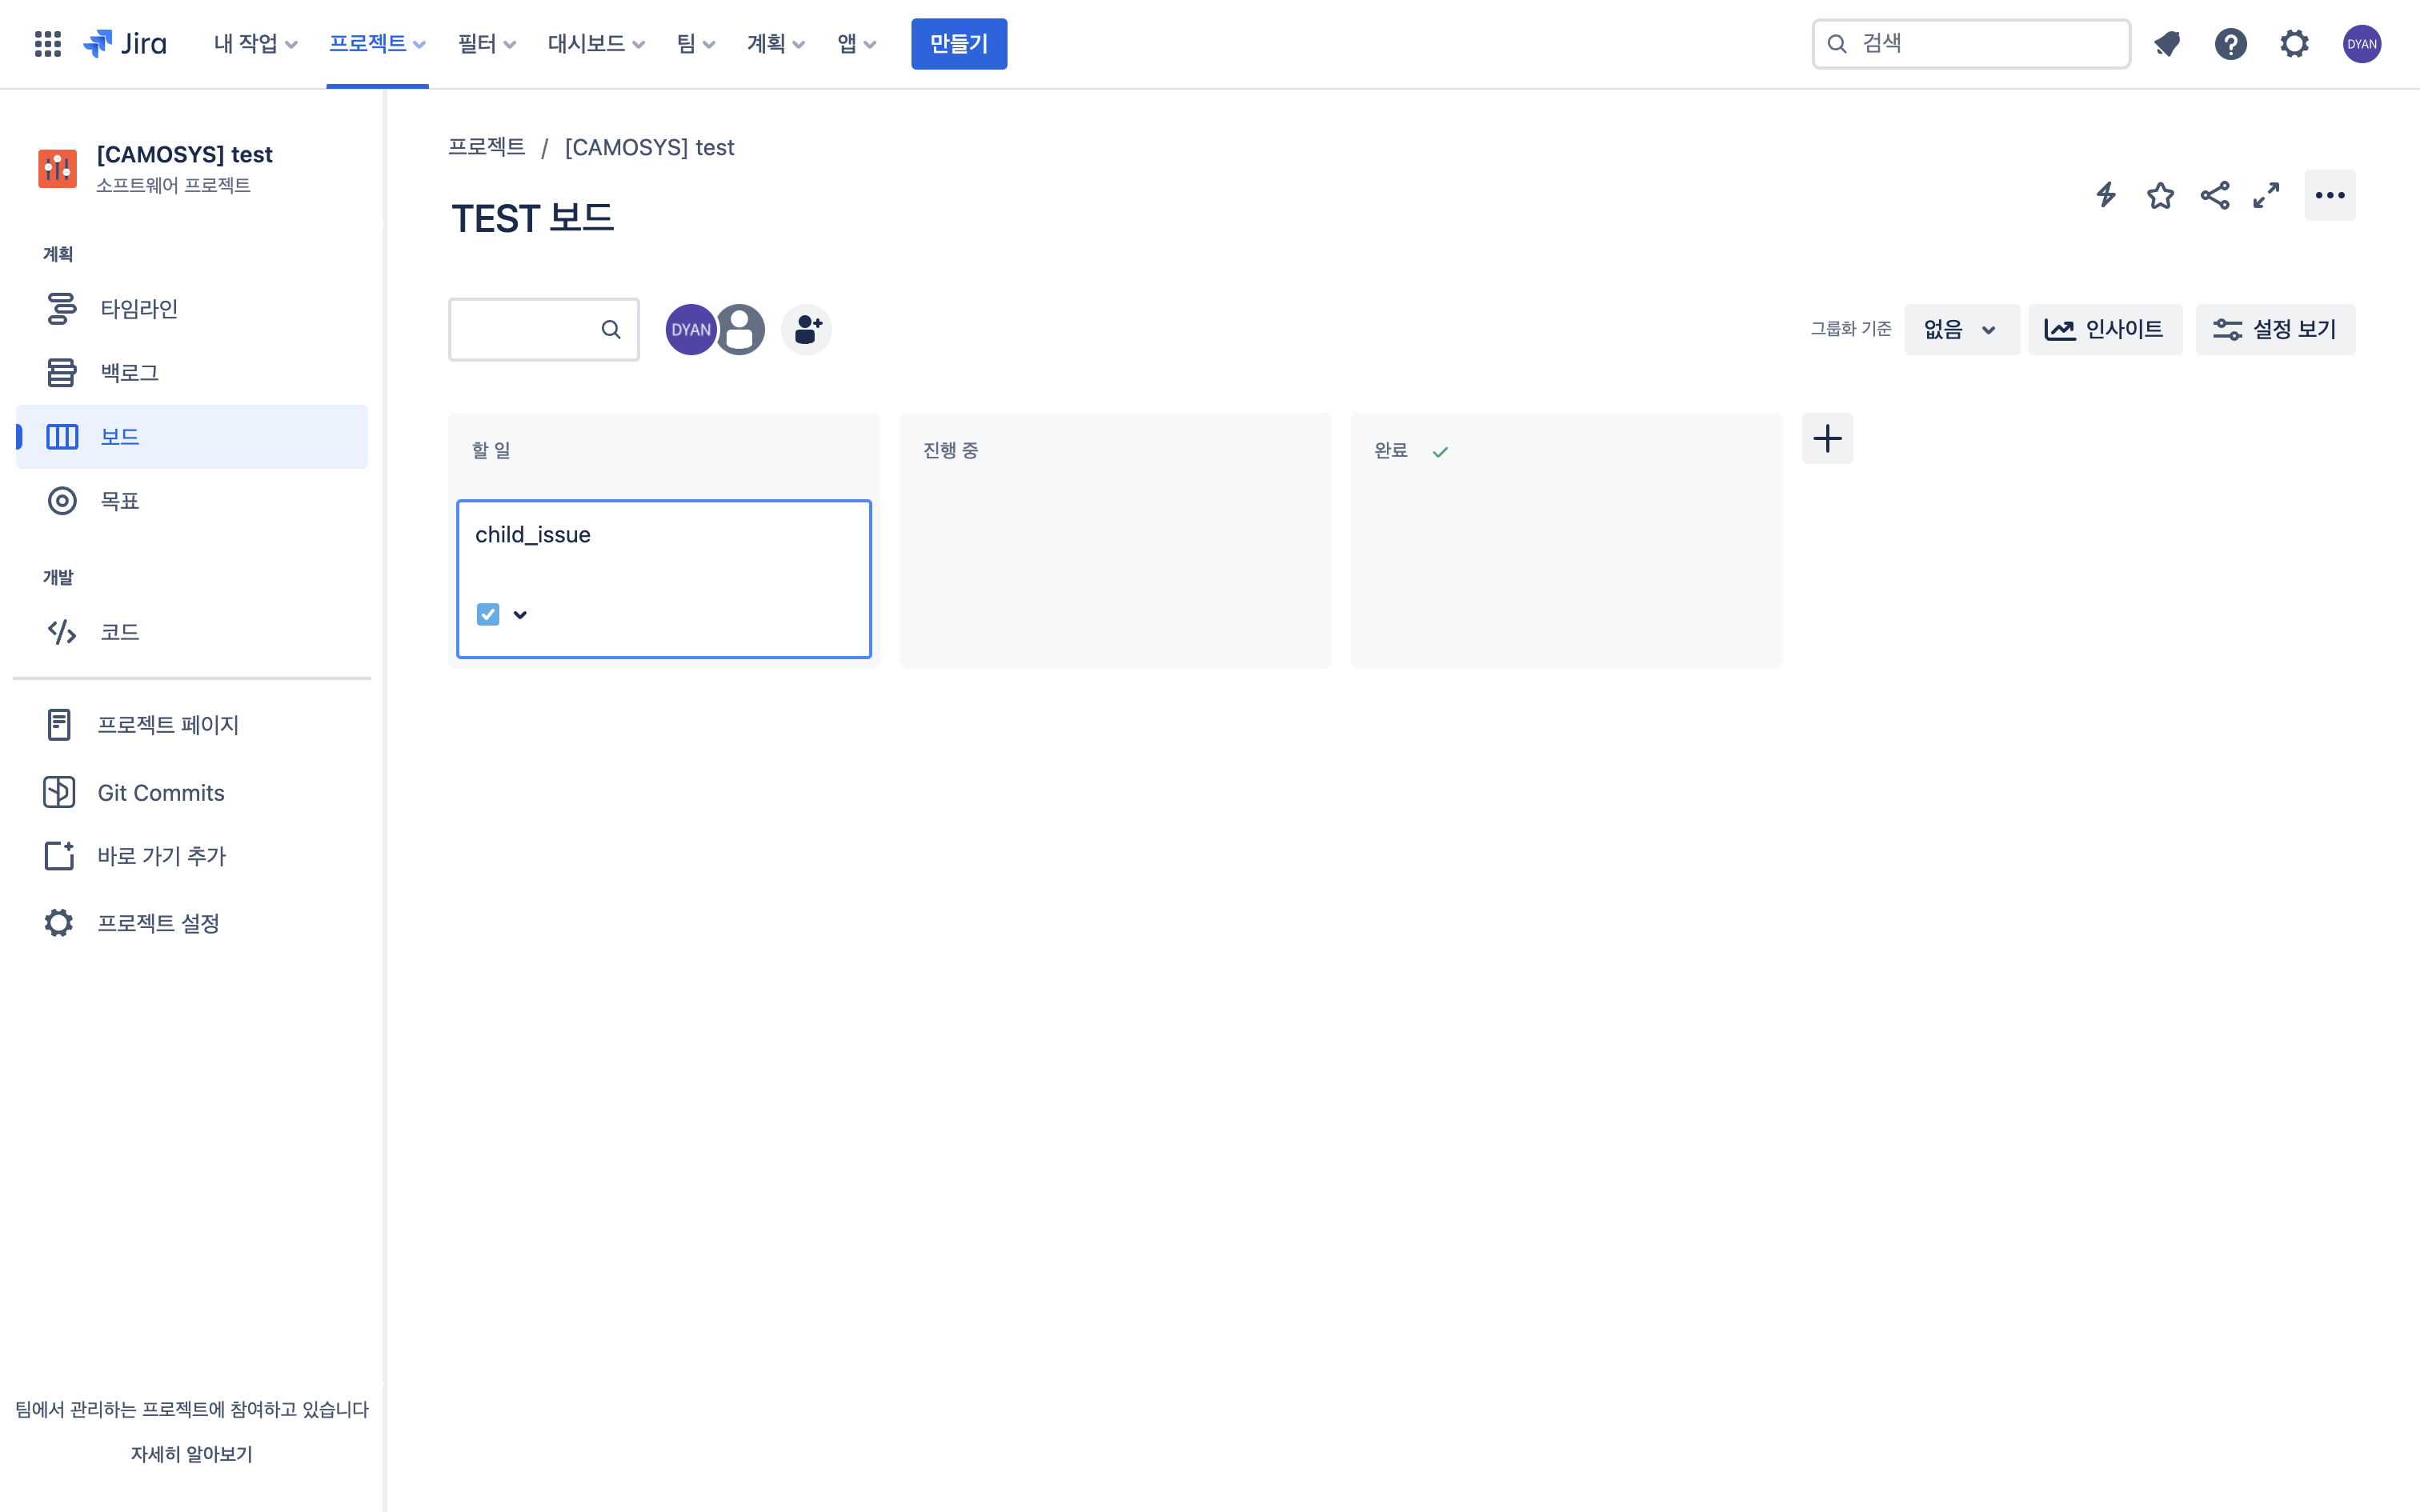 Jira 내 작업 프로젝트 필터 대시보드 팀 계획 앱 만들기 검색 DYAN
[CAMOSYS] test
소프트웨어 프로젝트
계획
타임라인
백로그
보드
목표
개발
코드
프로젝트 페이지
Git Commits
바로 가기 추가
프로젝트 설정
팀에서 관리하는 프로젝트에 참여하고 있습니다
자세히 알아보기
프로젝트 / [CAMOSYS] test
TEST 보드
DYAN 그룹화 기준 없음 인사이트 설정 보기
할 일 진행 중 완료
child_issue